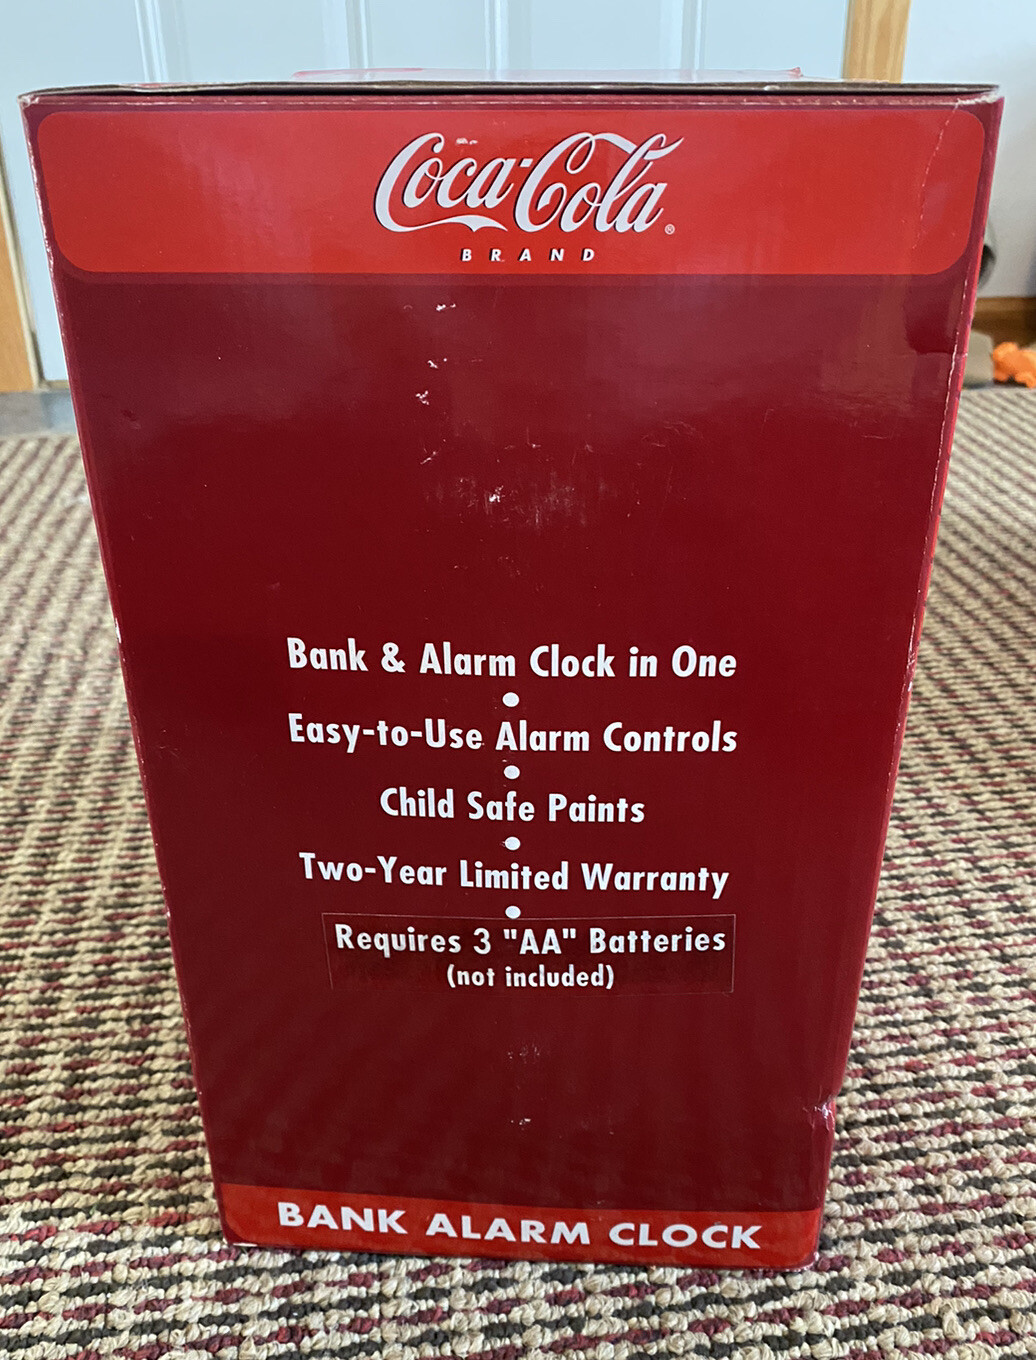 Coca-Cola®
BRAND
Bank & Alarm Clock in One
•
Easy-to-Use Alarm Controls
•
Child Safe Paints
•
Two-Year Limited Warranty
•
Requires 3 "AA" Batteries
(not included)
BANK ALARM CLOCK